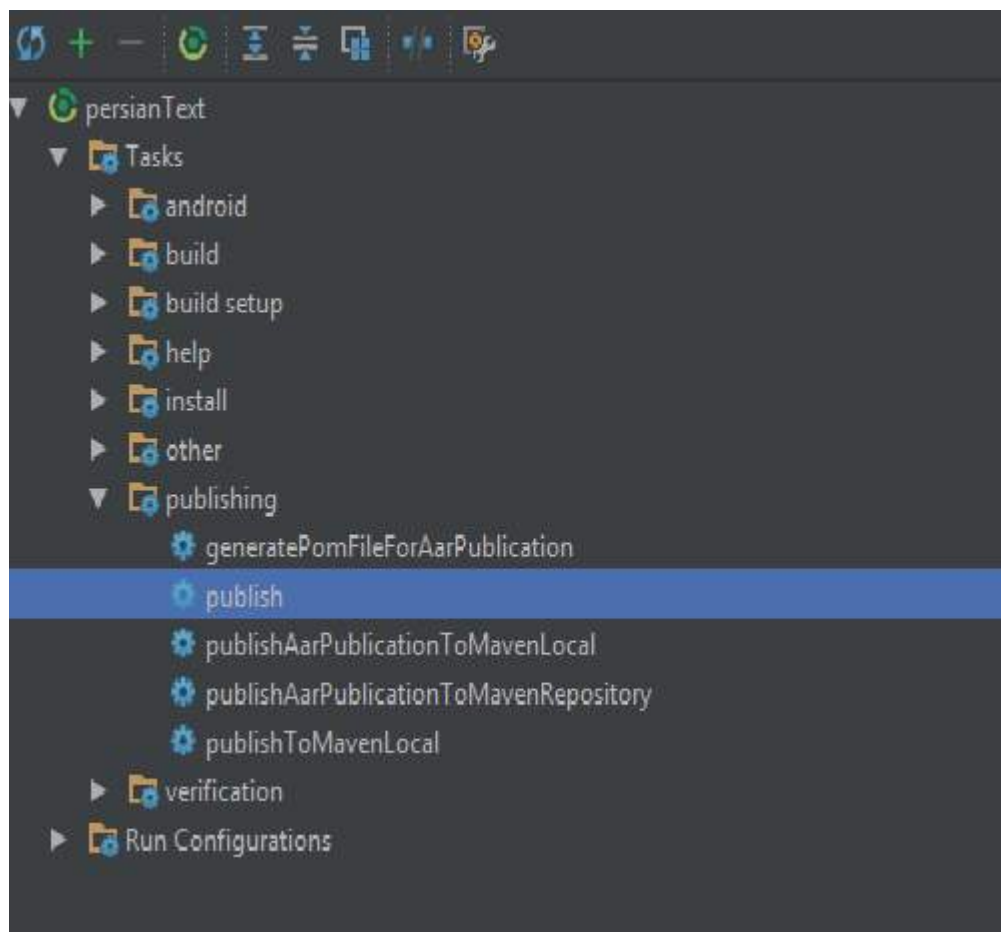 persianText
Tasks
android
build
build setup
help
install
other
publishing
generatePomFileForAarPublication
publish
publishAarPublicationToMavenLocal
publishAarPublicationToMavenRepository
publishToMavenLocal
verification
Run Configurations